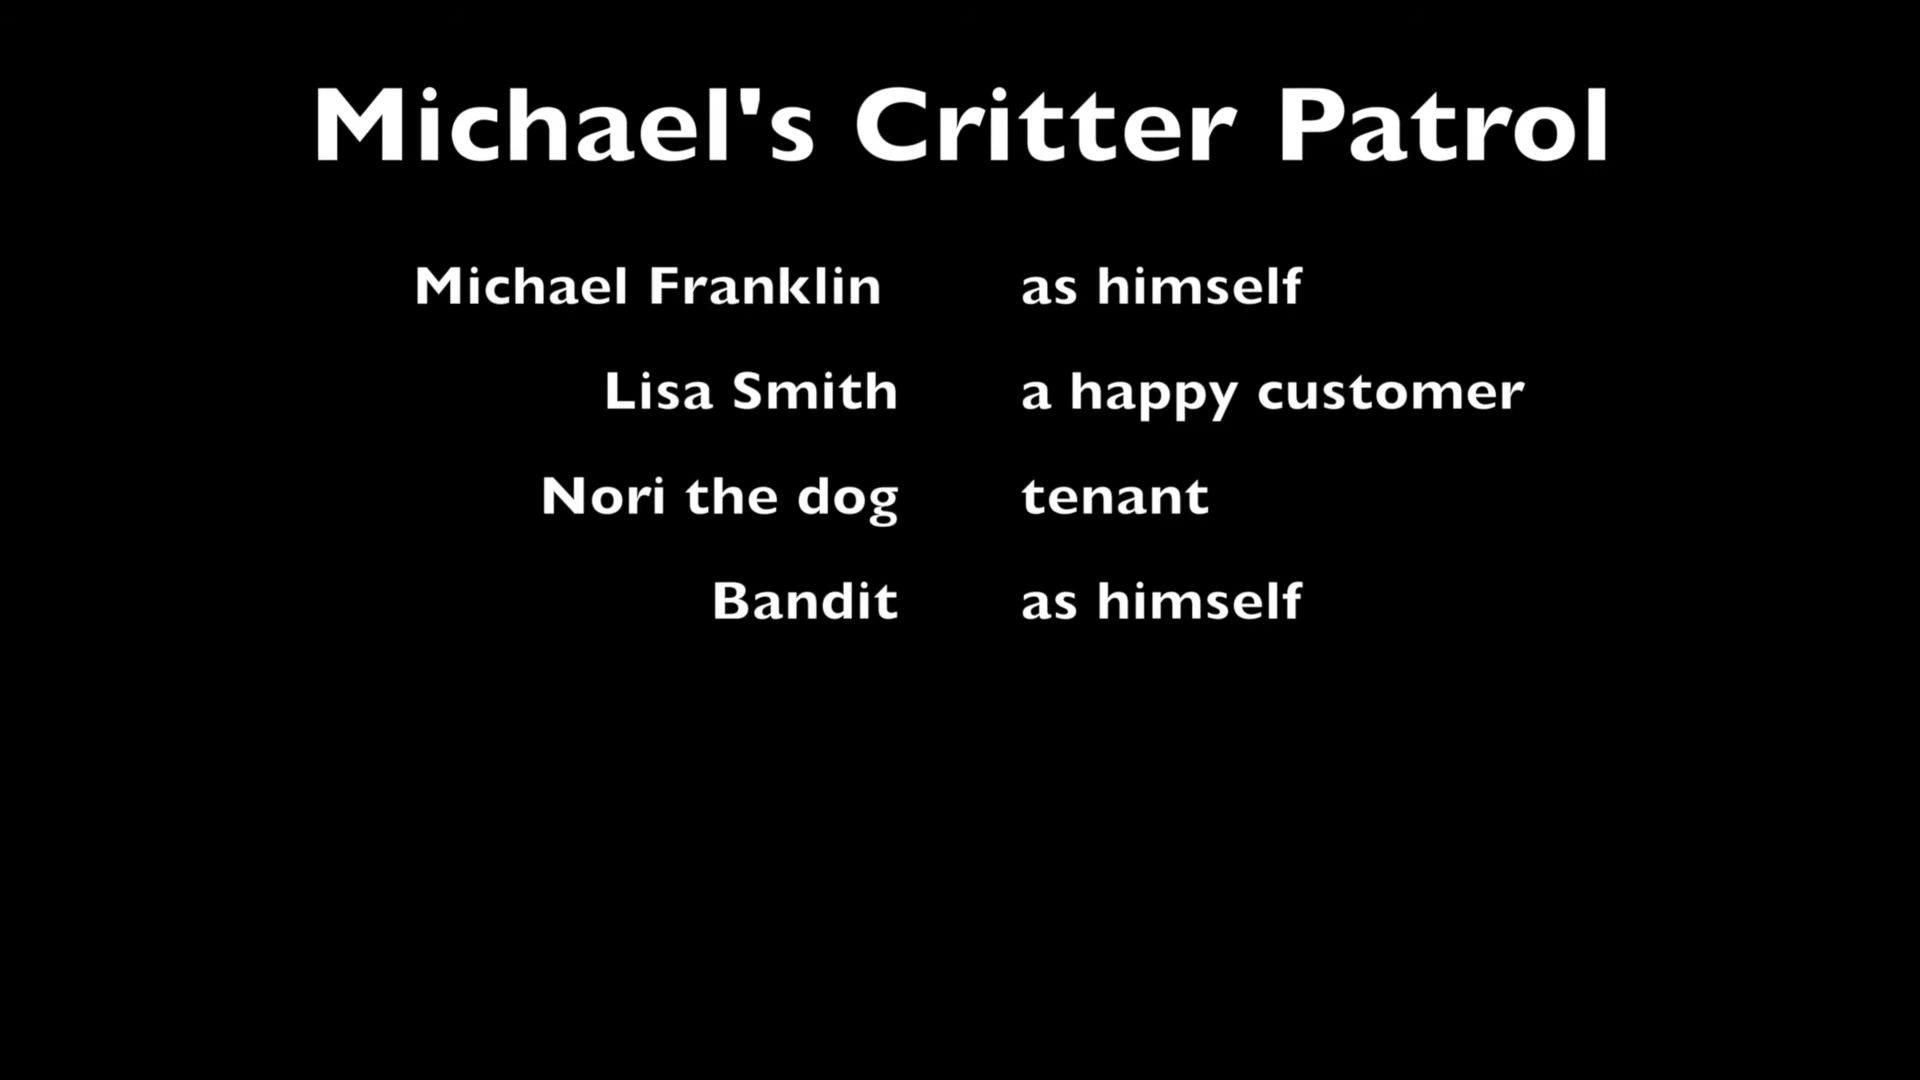 Michael's Critter Patrol
Michael Franklin as himself
Lisa Smith a happy customer
Nori the dog tenant
Bandit as himself